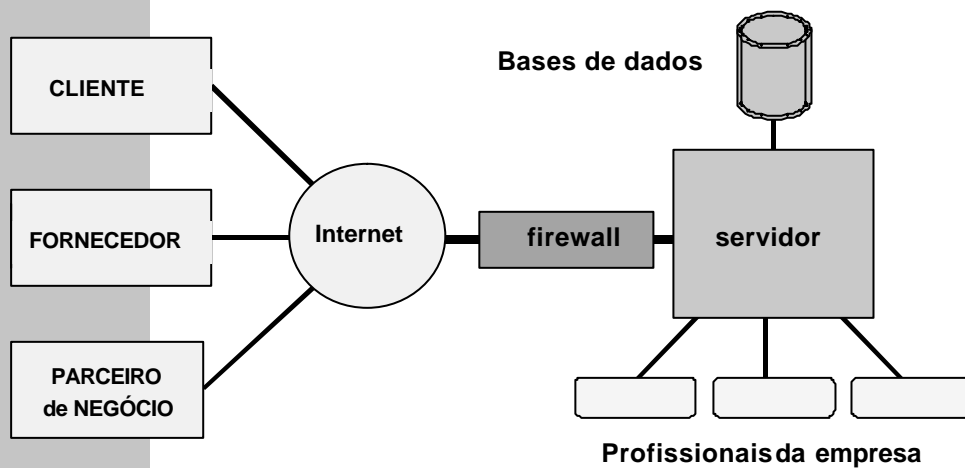 CLIENTE
FORNECEDOR
PARCEIRO
de NEGÓCIO
Internet
firewall
Bases de dados
servidor
Profissionais da empresa